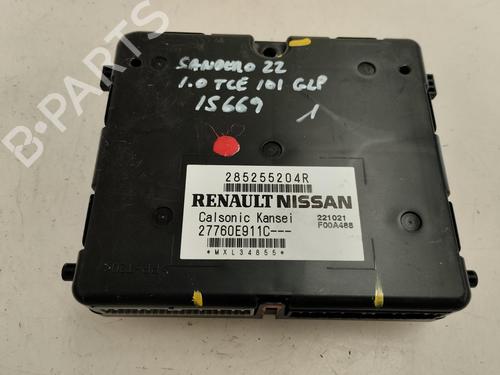 SANDERO 22
1.0 TCE 101 GLP
15669
1
285255204R
RENAULT NISSAN
Calsonic Kansei
221021
27760E911C---
F00A488
*MXL34855*
B-PARTS